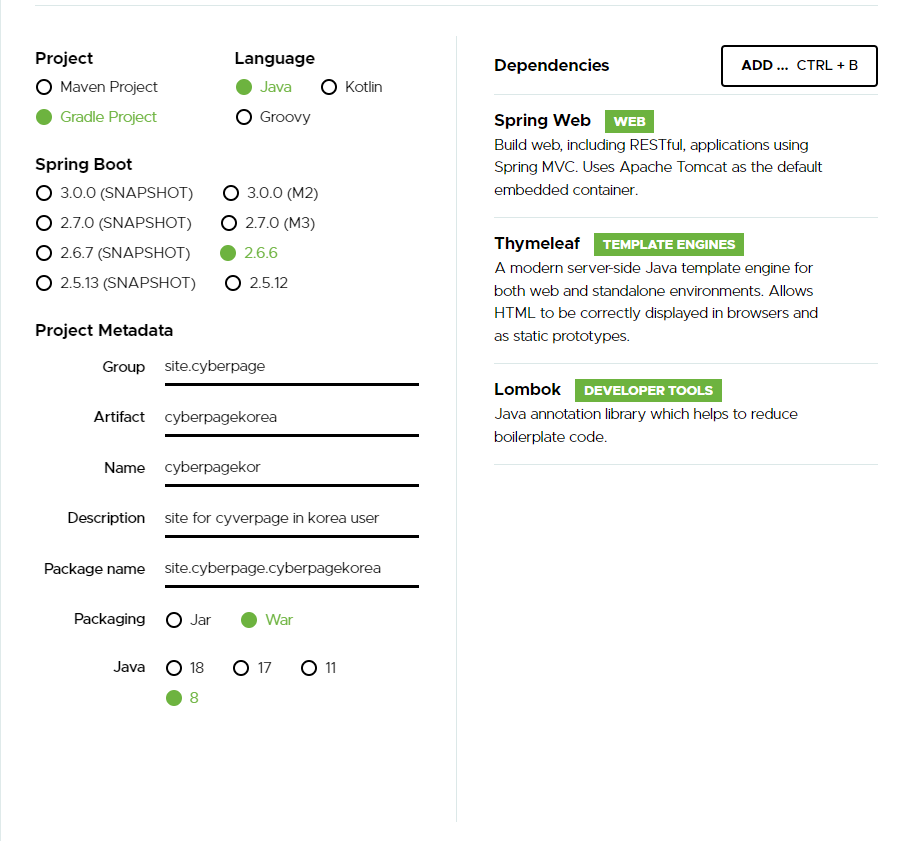 Project
Maven Project
Gradle Project
Language
Java Kotlin
Groovy
Spring Boot
3.0.0 (SNAPSHOT) 3.0.0 (M2)
2.7.0 (SNAPSHOT) 2.7.0 (M3)
2.6.7 (SNAPSHOT) 2.6.6
2.5.13 (SNAPSHOT) 2.5.12
Project Metadata
Group site.cyberpage
Artifact cyberpagekorea
Name cyberpagekor
Description site for cyverpage in korea user
Package name site.cyberpage.cyberpagekorea
Packaging Jar War
Java 18 17 11
8
Dependencies ADD ... CTRL + B
Spring Web WEB
Build web, including RESTful, applications using
Spring MVC. Uses Apache Tomcat as the default
embedded container.
Thymeleaf TEMPLATE ENGINES
A modern server-side Java template engine for
both web and standalone environments. Allows
HTML to be correctly displayed in browsers and
as static prototypes.
Lombok DEVELOPER TOOLS
Java annotation library which helps to reduce
boilerplate code.